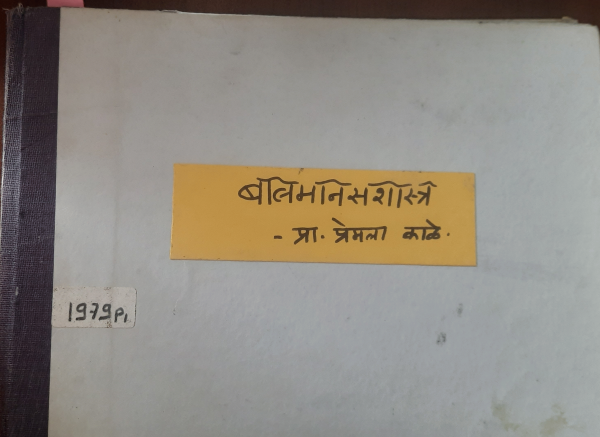 बालमानसशास्त्र
- प्रा. प्रेमला काळे.
1979 P1